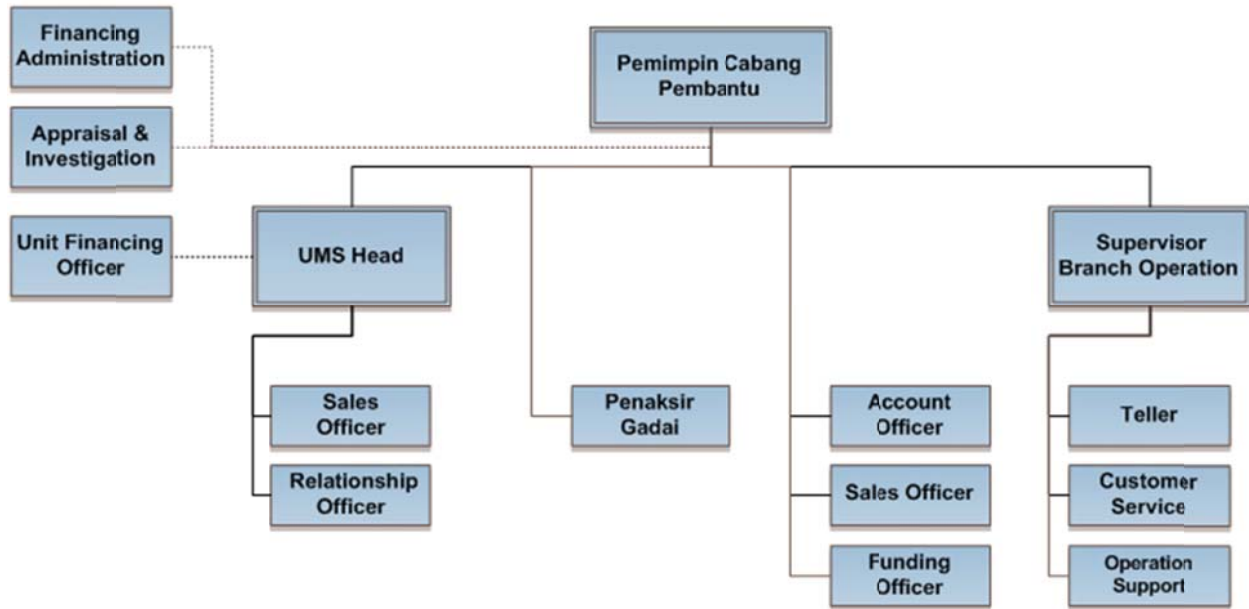 Financing
Administration
Pemimpin Cabang
Pembantu
Appraisal &
Investigation
Unit Financing
Officer
UMS Head
Supervisor
Branch Operation
Sales
Officer
Relationship
Officer
Penaksir
Gadai
Account
Officer
Sales Officer
Funding
Officer
Teller
Customer
Service
Operation
Support